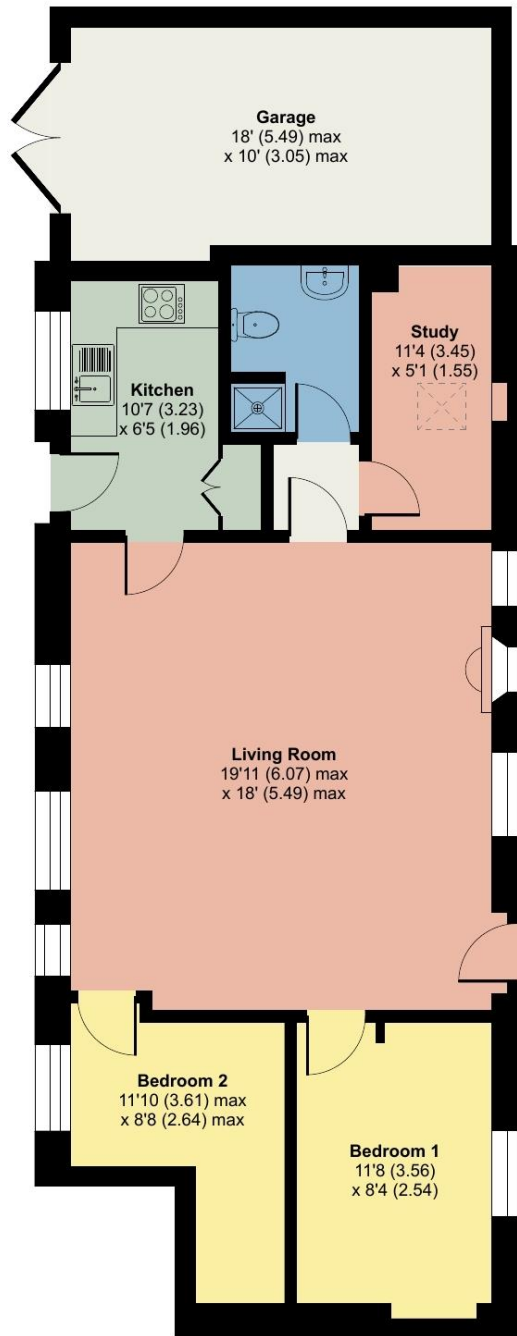 Garage
18' (5.49) max
x 10' (3.05) max
Study
11'4 (3.45)
x 5'1 (1.55)
Kitchen
10'7 (3.23)
x 6'5 (1.96)
Living Room
19'11 (6.07) max
x 18' (5.49) max
Bedroom 2
11'10 (3.61) max
x 8'8 (2.64) max
Bedroom 1
11'8 (3.56)
x 8'4 (2.54)